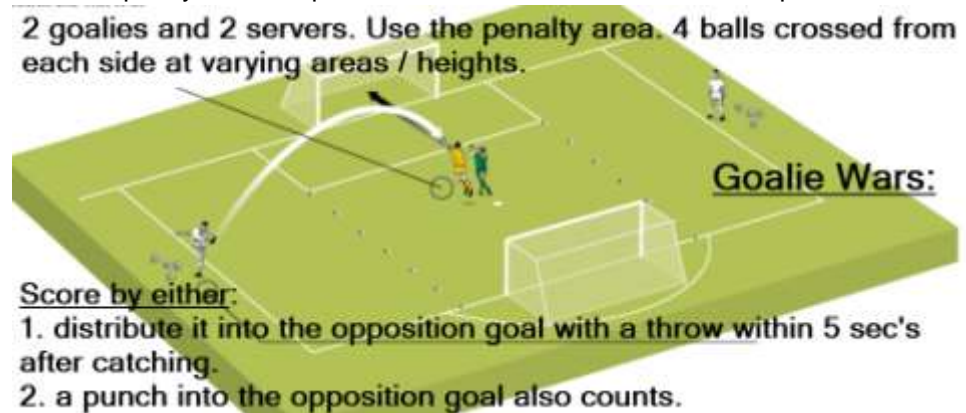 2 goalies and 2 servers. Use the penalty area. 4 balls crossed from
each side at varying areas / heights.
Goalie Wars:
Score by either:
1. distribute it into the opposition goal with a throw within 5 sec's
after catching.
2. a punch into the opposition goal also counts.